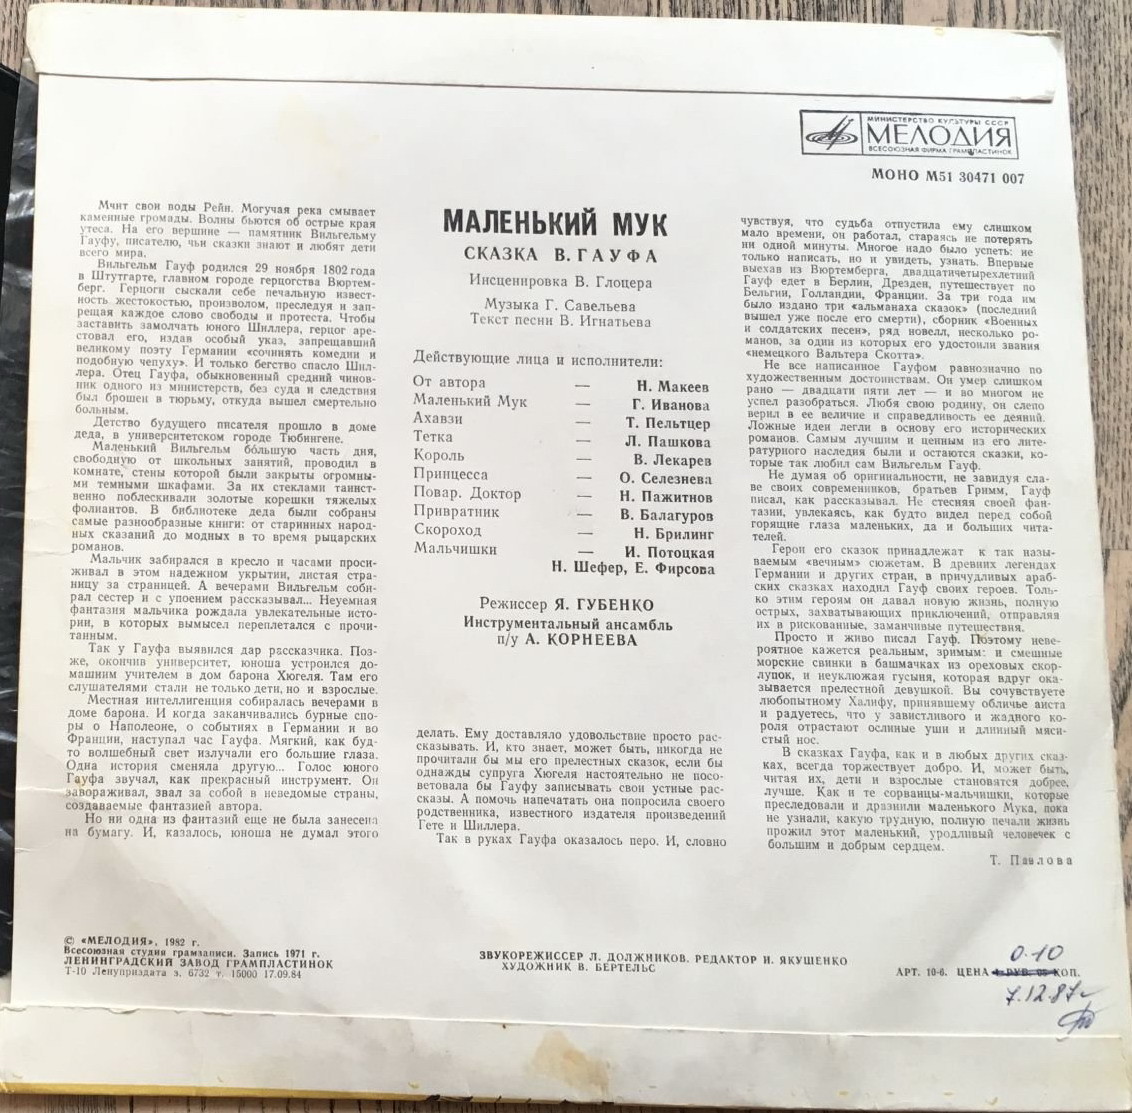 МИНИСТЕРСТВО КУЛЬТУРЫ СССР
МЕЛОДИЯ
ВСЕСОЮЗНАЯ ФИРМА ГРАМПЛАСТИНОК
МОНО М51 30471 007
Мчит свои воды Рейн. Могучая река смывает
каменные громады. Волны бьются об острые края
утеса. На его вершине — памятник Вильгельму
Гауфу, писателю, чьи сказки знают и любят дети
всего мира.
Вильгельм Гауф родился 29 ноября 1802 года
в Штутгарте, главном городе герцогства Вюртем-
берг. Герцоги сыскали себе печальную извест-
ность жестокостью, произволом, преследуя и зап-
рещая каждое слово свободы и протеста. Чтобы
заставить замолчать юного Шиллера, герцог аре-
стовал его, издав особый указ, запрещавший
великому поэту Германии «сочинять комедии и
подобную чепуху». И только бегство спасло Шил-
лера. Отец Гауфа, обыкновенный средний чинов-
ник одного из министерств, без суда и следствия
был брошен в тюрьму, откуда вышел смертельно
больным.
Детство будущего писателя прошло в доме
деда, в университетском городе Тюбингене.
Маленький Вильгельм бóльшую часть дня,
свободную от школьных занятий, проводил в
комнате, стены которой были закрыты огромны-
ми темными шкафами. За их стеклами таинст-
венно поблескивали золотые корешки тяжелых
фолиантов. В библиотеке деда были собраны
самые разнообразные книги: от старинных народ-
ных сказаний до модных в то время рыцарских
романов.
Мальчик забирался в кресло и часами проси-
живал в этом надежном укрытии, листая стра-
ницу за страницей. А вечерами Вильгельм соби-
рал сестер и с упоением рассказывал... Неуемная
фантазия мальчика рождала увлекательные исто-
рии, в которых вымысел переплетался с прочи-
танным.
Так у Гауфа выявился дар рассказчика. Поз-
же, окончив университет, юноша устроился до-
машним учителем в дом барона Хюгеля. Там его
слушателями стали не только дети, но и взрослые.
Местная интеллигенция собиралась вечерами в
доме барона. И когда заканчивались бурные спо-
ры о Наполеоне, о событиях в Германии и во
Франции, наступал час Гауфа. Мягкий, как буд-
то волшебный свет излучали его большие глаза.
Одна история сменяла другую... Голос юного
Гауфа звучал, как прекрасный инструмент. Он
завораживал, звал за собой в неведомые страны,
создаваемые фантазией автора.
Но ни одна из фантазий еще не была занесена
на бумагу. И, казалось, юноша не думал этого
МАЛЕНЬКИЙ МУК
СКАЗКА В. ГАУФА
Инсценировка В. Глоцера
Музыка Г. Савельева
Текст песни В. Игнатьева
Действующие лица и исполнители:
От автора — Н. Макеев
Маленький Мук — Г. Иванова
Ахавзи — Т. Пельтцер
Тетка — Л. Пашкова
Король — В. Лекарев
Принцесса — О. Селезнева
Повар. Доктор — Н. Пажитнов
Привратник — В. Балагуров
Скороход — Н. Брилинг
Мальчишки — И. Потоцкая
Н. Шефер, Е. Фирсова
Режиссер Я. ГУБЕНКО
Инструментальный ансамбль
п/у А. КОРНЕЕВА
делать. Ему доставляло удовольствие просто рас-
сказывать. И, кто знает, может быть, никогда не
прочитали бы мы его прелестных сказок, если бы
однажды супруга Хюгеля настоятельно не посо-
ветовала бы Гауфу записывать свои устные рас-
сказы. А помочь напечатать она попросила своего
родственника, известного издателя произведений
Гете и Шиллера.
Так в руках Гауфа оказалось перо. И, словно
чувствуя, что судьба отпустила ему слишком
мало времени, он работал, стараясь не потерять
ни одной минуты. Многое надо было успеть: не
только написать, но и увидеть, узнать. Впервые
выехав из Вюртемберга, двадцатичетырехлетний
Гауф едет в Берлин, Дрезден, путешествует по
Бельгии, Голландии, Франции. За три года им
было издано три «альманаха сказок» (последний
вышел уже после его смерти), сборник «Военных
и солдатских песен», ряд новелл, несколько ро-
манов, за один из которых его удостоили звания
«немецкого Вальтера Скотта».
Не все написанное Гауфом равнозначно по
художественным достоинствам. Он умер слишком
рано — двадцати пяти лет — и во многом не
успел разобраться. Любя свою родину, он слепо
верил в ее величие и справедливость ее деяний.
Ложные идеи легли в основу его исторических
романов. Самым лучшим и ценным из его лите-
ратурного наследия были и остаются сказки, ко-
торые так любил сам Вильгельм Гауф.
Не думая об оригинальности, не завидуя сла-
ве своих современников, братьев Гримм, Гауф
писал, как рассказывал. Не стесняя своей фан-
тазии, увлекаясь, как будто видел перед собой
горящие глаза маленьких, да и больших чита-
телей.
Герои его сказок принадлежат к так назы-
ваемым «вечным» сюжетам. В древних легендах
Германии и других стран, в причудливых араб-
ских сказках находил Гауф своих героев. Толь-
ко этим героям он давал новую жизнь, полную
острых, захватывающих приключений, отправляя
их в рискованные, заманчивые путешествия.
Просто и живо писал Гауф. Поэтому неве-
роятное кажется реальным, зримым: и смешные
морские свинки в башмачках из ореховых скор-
лупок, и неуклюжая гусыня, которая вдруг ока-
зывается прелестной девушкой. Вы сочувствуете
любопытному Халифу, принявшему обличье аиста
и радуетесь, что у завистливого и жадного ко-
роля отрастают ослиные уши и длинный мяси-
стый нос.
В сказках Гауфа, как и в любых других сказ-
ках, всегда торжествует добро. И, может быть,
читая их, дети и взрослые становятся добрее,
лучше. Как и те сорванцы-мальчишки, которые
преследовали и дразнили маленького Мука, пока
не узнали, какую трудную, полную печали жизнь
прожил этот маленький, уродливый человечек с
большим и добрым сердцем.
Т. Павлова
© «МЕЛОДИЯ», 1982 г.
Всесоюзная студия грамзаписи. Запись 1971 г.
ЛЕНИНГРАДСКИЙ ЗАВОД ГРАМПЛАСТИНОК
Т-10 Ленуприздата з. 6732 т. 15000 17.09.84
ЗВУКОРЕЖИССЕР Л. ДОЛЖНИКОВ. РЕДАКТОР И. ЯКУШЕНКО
ХУДОЖНИК В. БЕРТЕЛЬС
0-10
АРТ. 10-6. ЦЕНА КОП.
7.12.87г